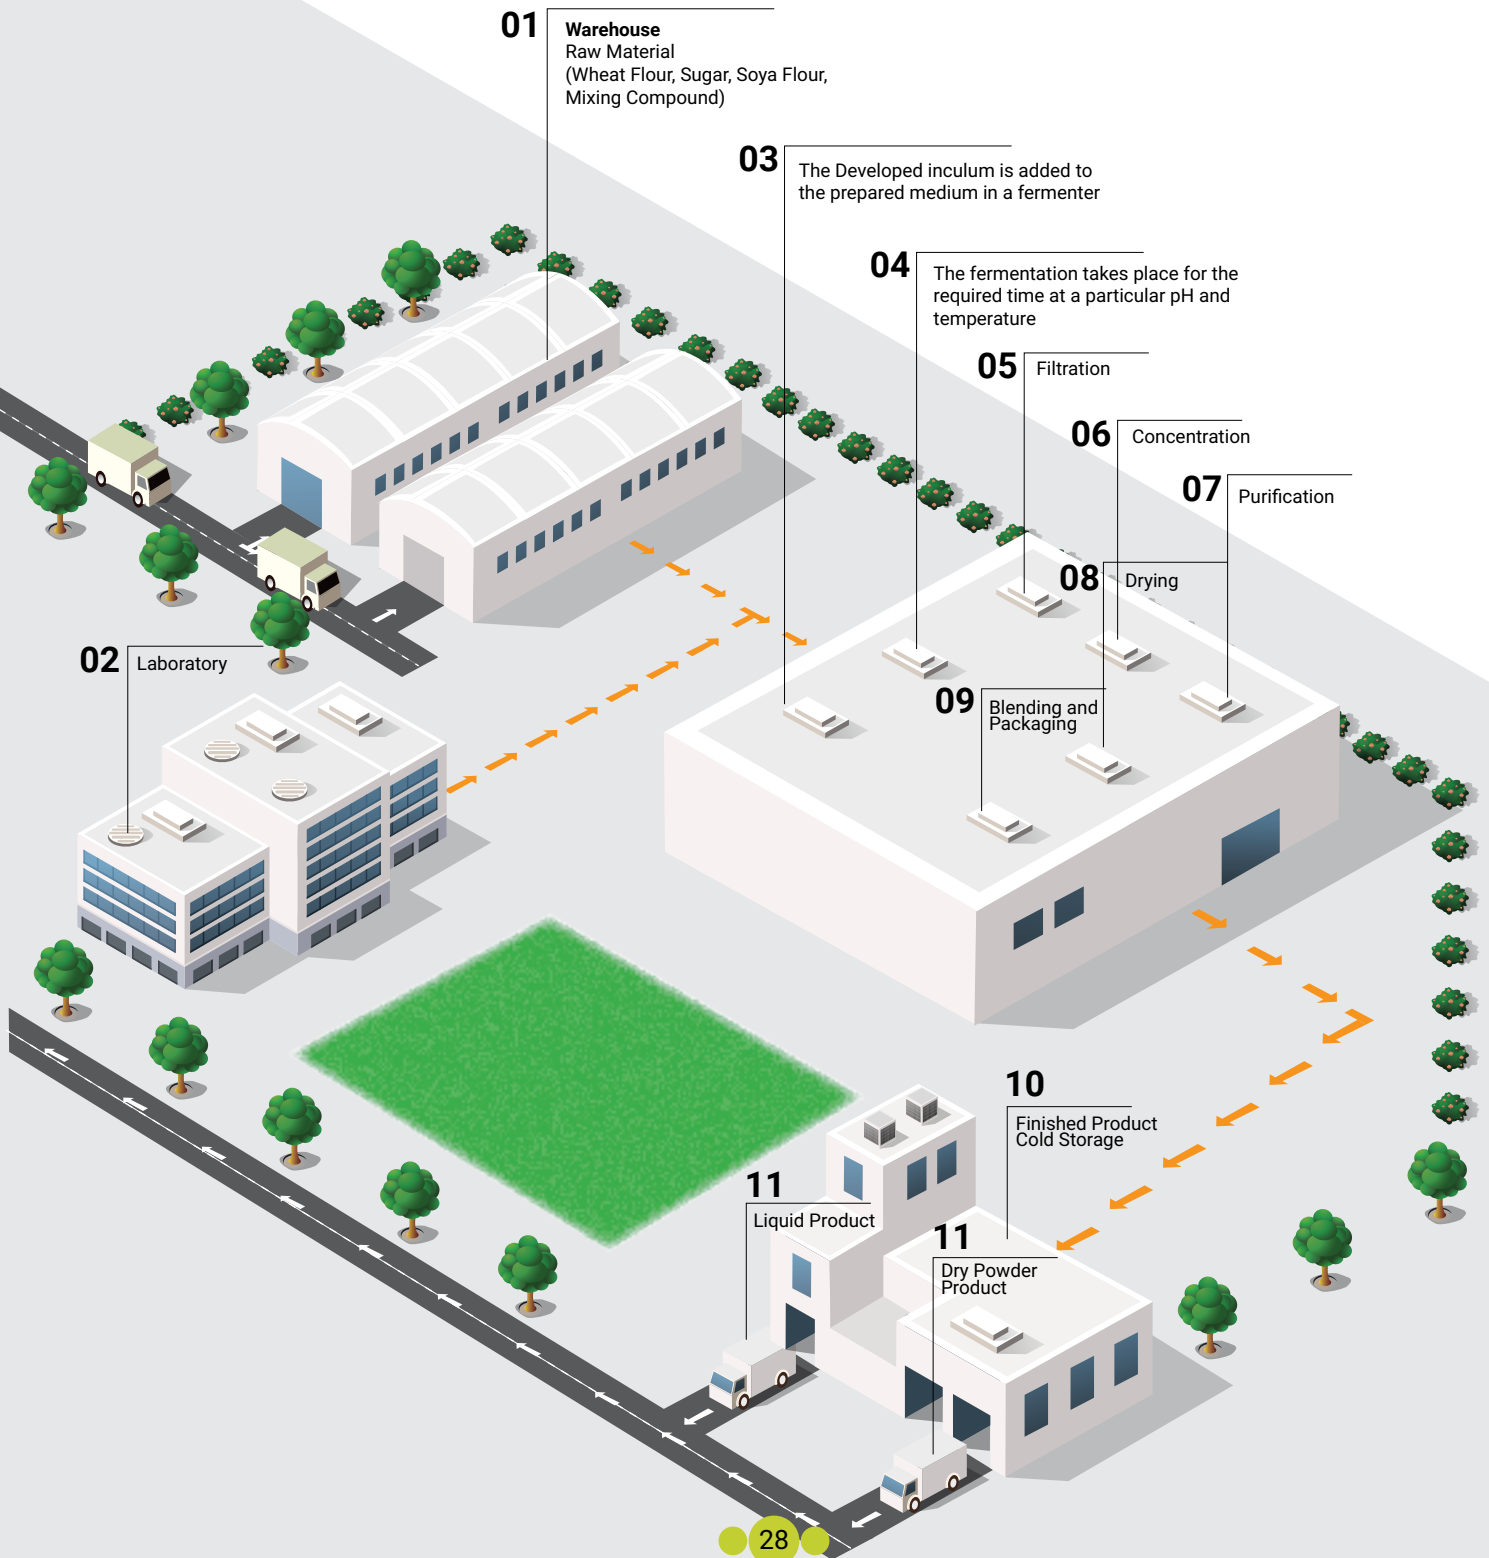 01
Warehouse
Raw Material
(Wheat Flour, Sugar, Soya Flour,
Mixing Compound)
03
The Developed inculum is added to
the prepared medium in a fermenter
04
The fermentation takes place for the
required time at a particular pH and
temperature
05
Filtration
06
Concentration
07
Purification
08
Drying
02
Laboratory
09
Blending and
Packaging
10
Finished Product
Cold Storage
11
Liquid Product
11
Dry Powder
Product
28